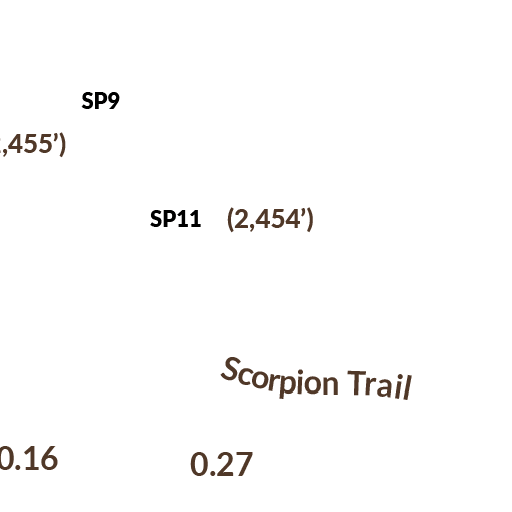 SP9
,455’)
SP11 (2,454’)
Scorpion Trail
0.16
0.27